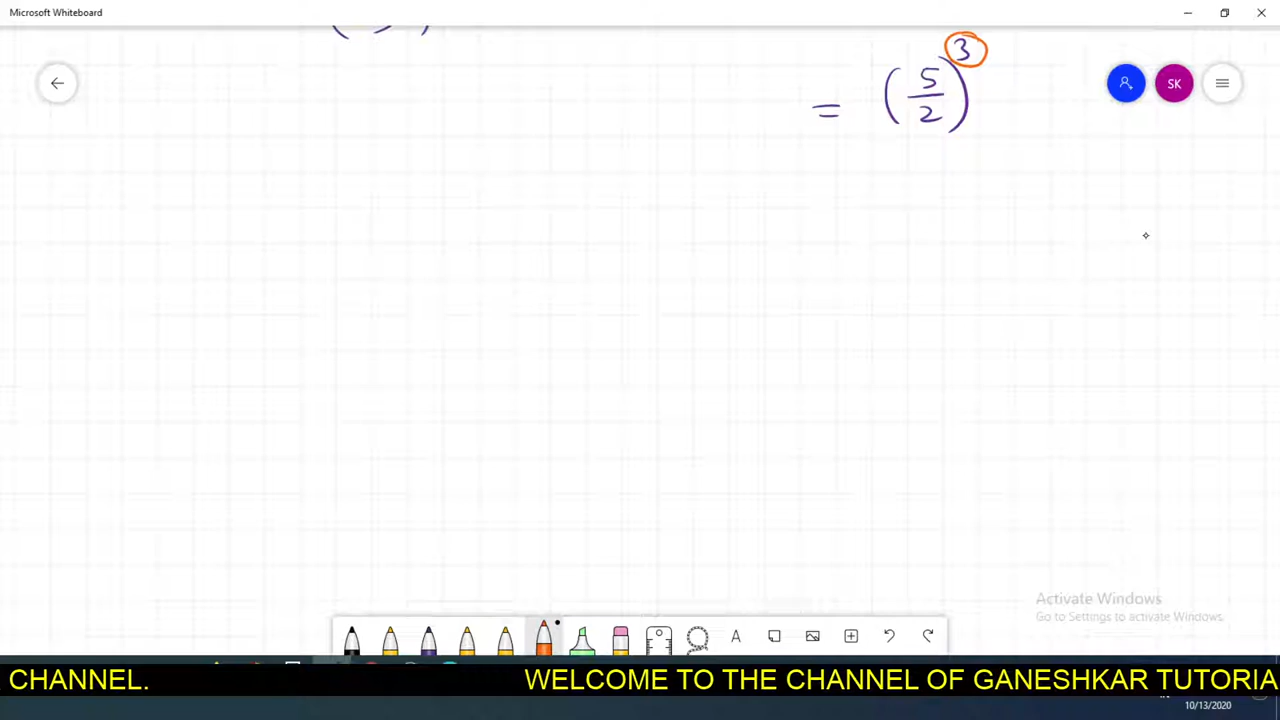 Microsoft Whiteboard
= (5/2)^3
SK
A
Activate Windows
Go to Settings to activate Windows.
CHANNEL. WELCOME TO THE CHANNEL OF GANESHKAR TUTORIA
10/13/2020